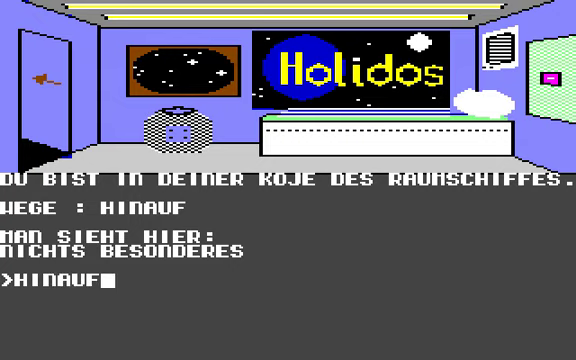 Holidos
DU BIST IN DEINER KOJE DES RAUMSCHIFFES.
WEGE : HINAUF
MAN SIEHT HIER:
NICHTS BESONDERES
>HINAUF